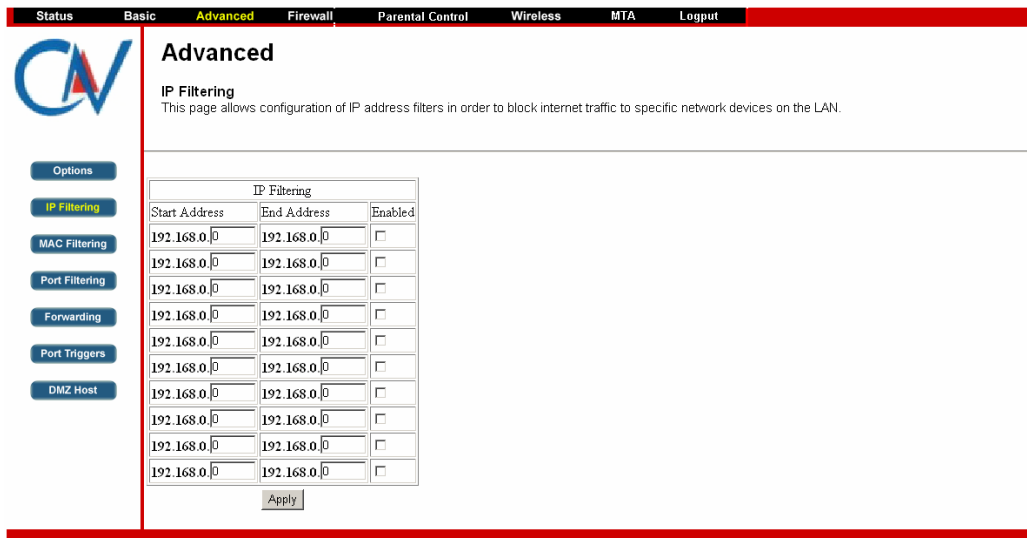 Status Basic Advanced Firewall Parental Control Wireless MTA Logput
CNV
Advanced
IP Filtering
This page allows configuration of IP address filters in order to block internet traffic to specific network devices on the LAN.
Options
IP Filtering
MAC Filtering
Port Filtering
Forwarding
Port Triggers
DMZ Host
IP Filtering
Start Address End Address Enabled
192.168.0.0 192.168.0.0
192.168.0.0 192.168.0.0
192.168.0.0 192.168.0.0
192.168.0.0 192.168.0.0
192.168.0.0 192.168.0.0
192.168.0.0 192.168.0.0
192.168.0.0 192.168.0.0
192.168.0.0 192.168.0.0
192.168.0.0 192.168.0.0
192.168.0.0 192.168.0.0
Apply